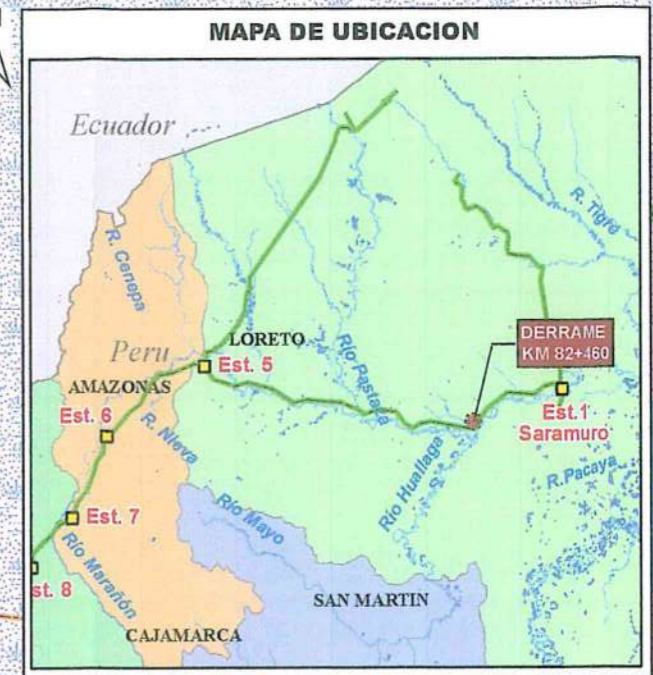 MAPA DE UBICACION
Ecuador
R. Tigre
R. Cenepa
DERRAME
KM 82+460
Peru
LORETO
Est. 5
Río Pastaza
AMAZONAS
Est.1
Saramuro
Est. 6
R. Nieva
Río Huallaga
R.Pacaya
Río Mayo
Est. 7
Río Marañón
st. 8
SAN MARTIN
CAJAMARCA